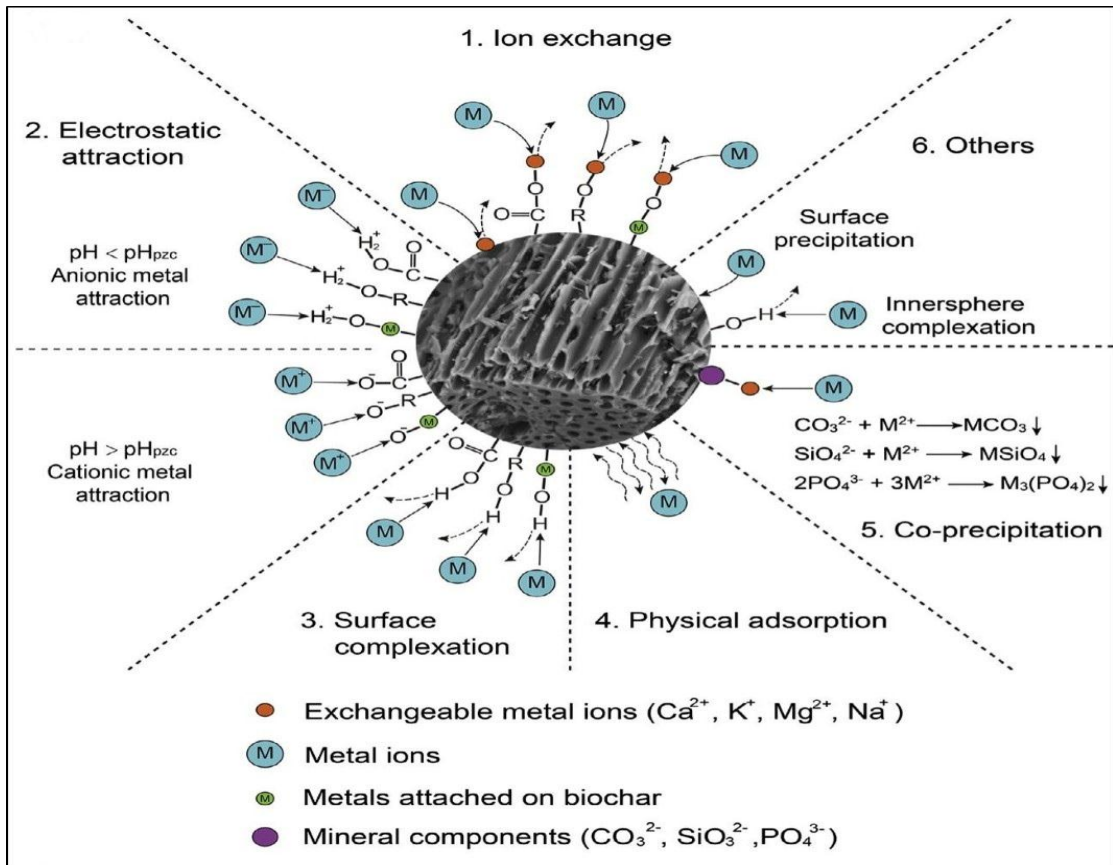 1. Ion exchange
2. Electrostatic
attraction
6. Others
M
M
M
M
M
M
M⁻
M⁻
M⁻
M
O
O
O
O
O
O=C
R
H₂⁺
O
C
O
H₂⁺-O-R
H₂⁺-O-M
pH < pHpzc
Anionic metal
attraction
Surface
precipitation
M
O-H
M
Innersphere
complexation
M⁺
M⁺
M⁺
O
O⁻
C
O⁻
R
O⁻
M
pH > pHpzc
Cationic metal
attraction
M
CO₃²⁻ + M²⁺ → MCO₃↓
SiO₄²⁻ + M²⁺ → MSiO₄↓
2PO₄³⁻ + 3M²⁺ → M₃(PO₄)₂↓
5. Co-precipitation
O
C
O
H
R
O
H
M
O
H
M
M
M
M
3. Surface
complexation
4. Physical adsorption
Exchangeable metal ions (Ca²⁺, K⁺, Mg²⁺, Na⁺)
M Metal ions
M Metals attached on biochar
Mineral components (CO₃²⁻, SiO₃²⁻,PO₄³⁻)